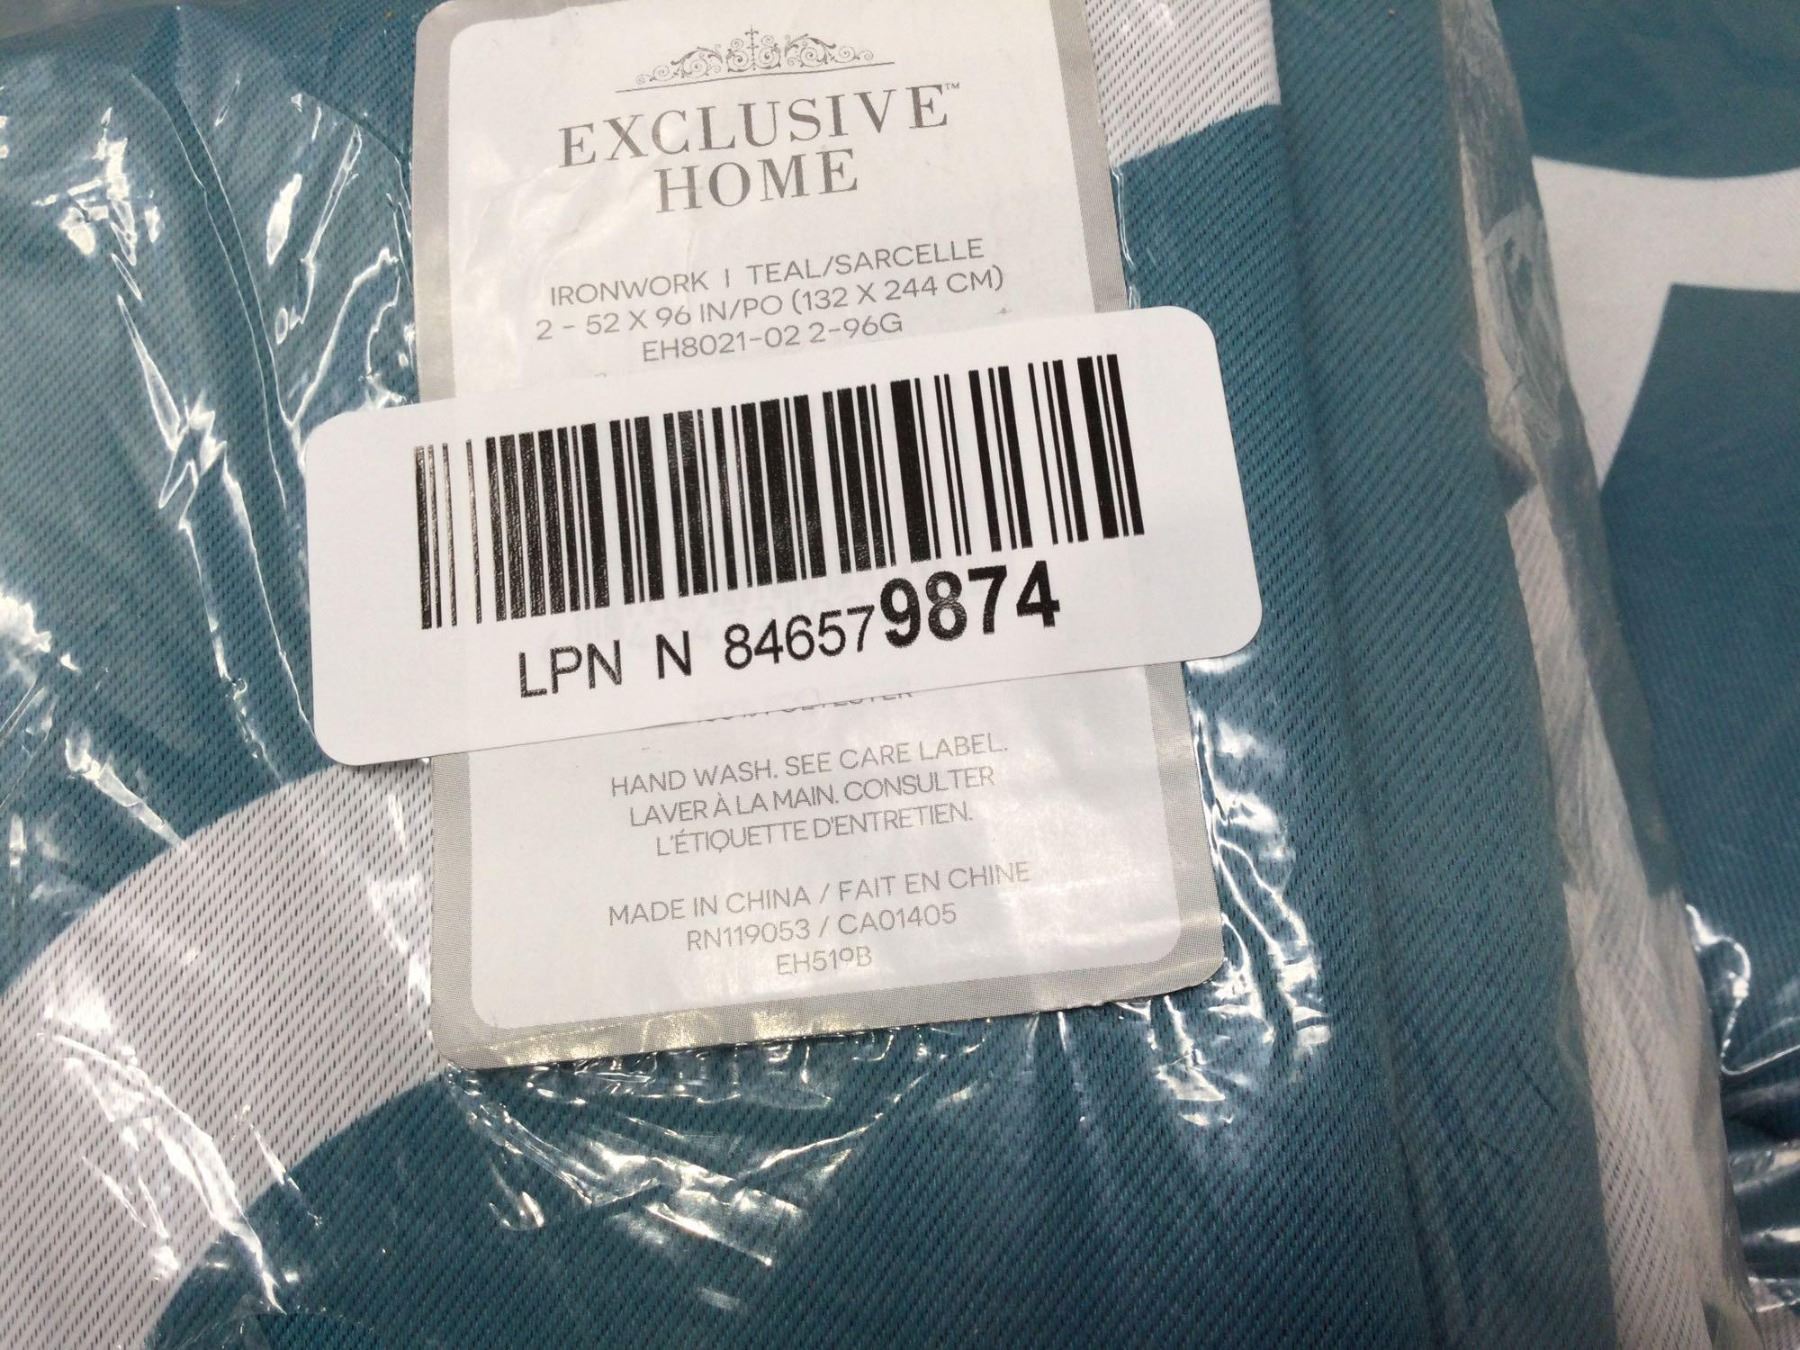 EXCLUSIVE™
HOME
IRONWORK | TEAL/SARCELLE
2 - 52 X 96 IN/PO (132 X 244 CM)
EH8021-02 2-96G
LPN N 8465799874
HAND WASH. SEE CARE LABEL.
LAVER À LA MAIN. CONSULTER
L'ÉTIQUETTE D'ENTRETIEN.
MADE IN CHINA / FAIT EN CHINE
RN119053 / CA01405